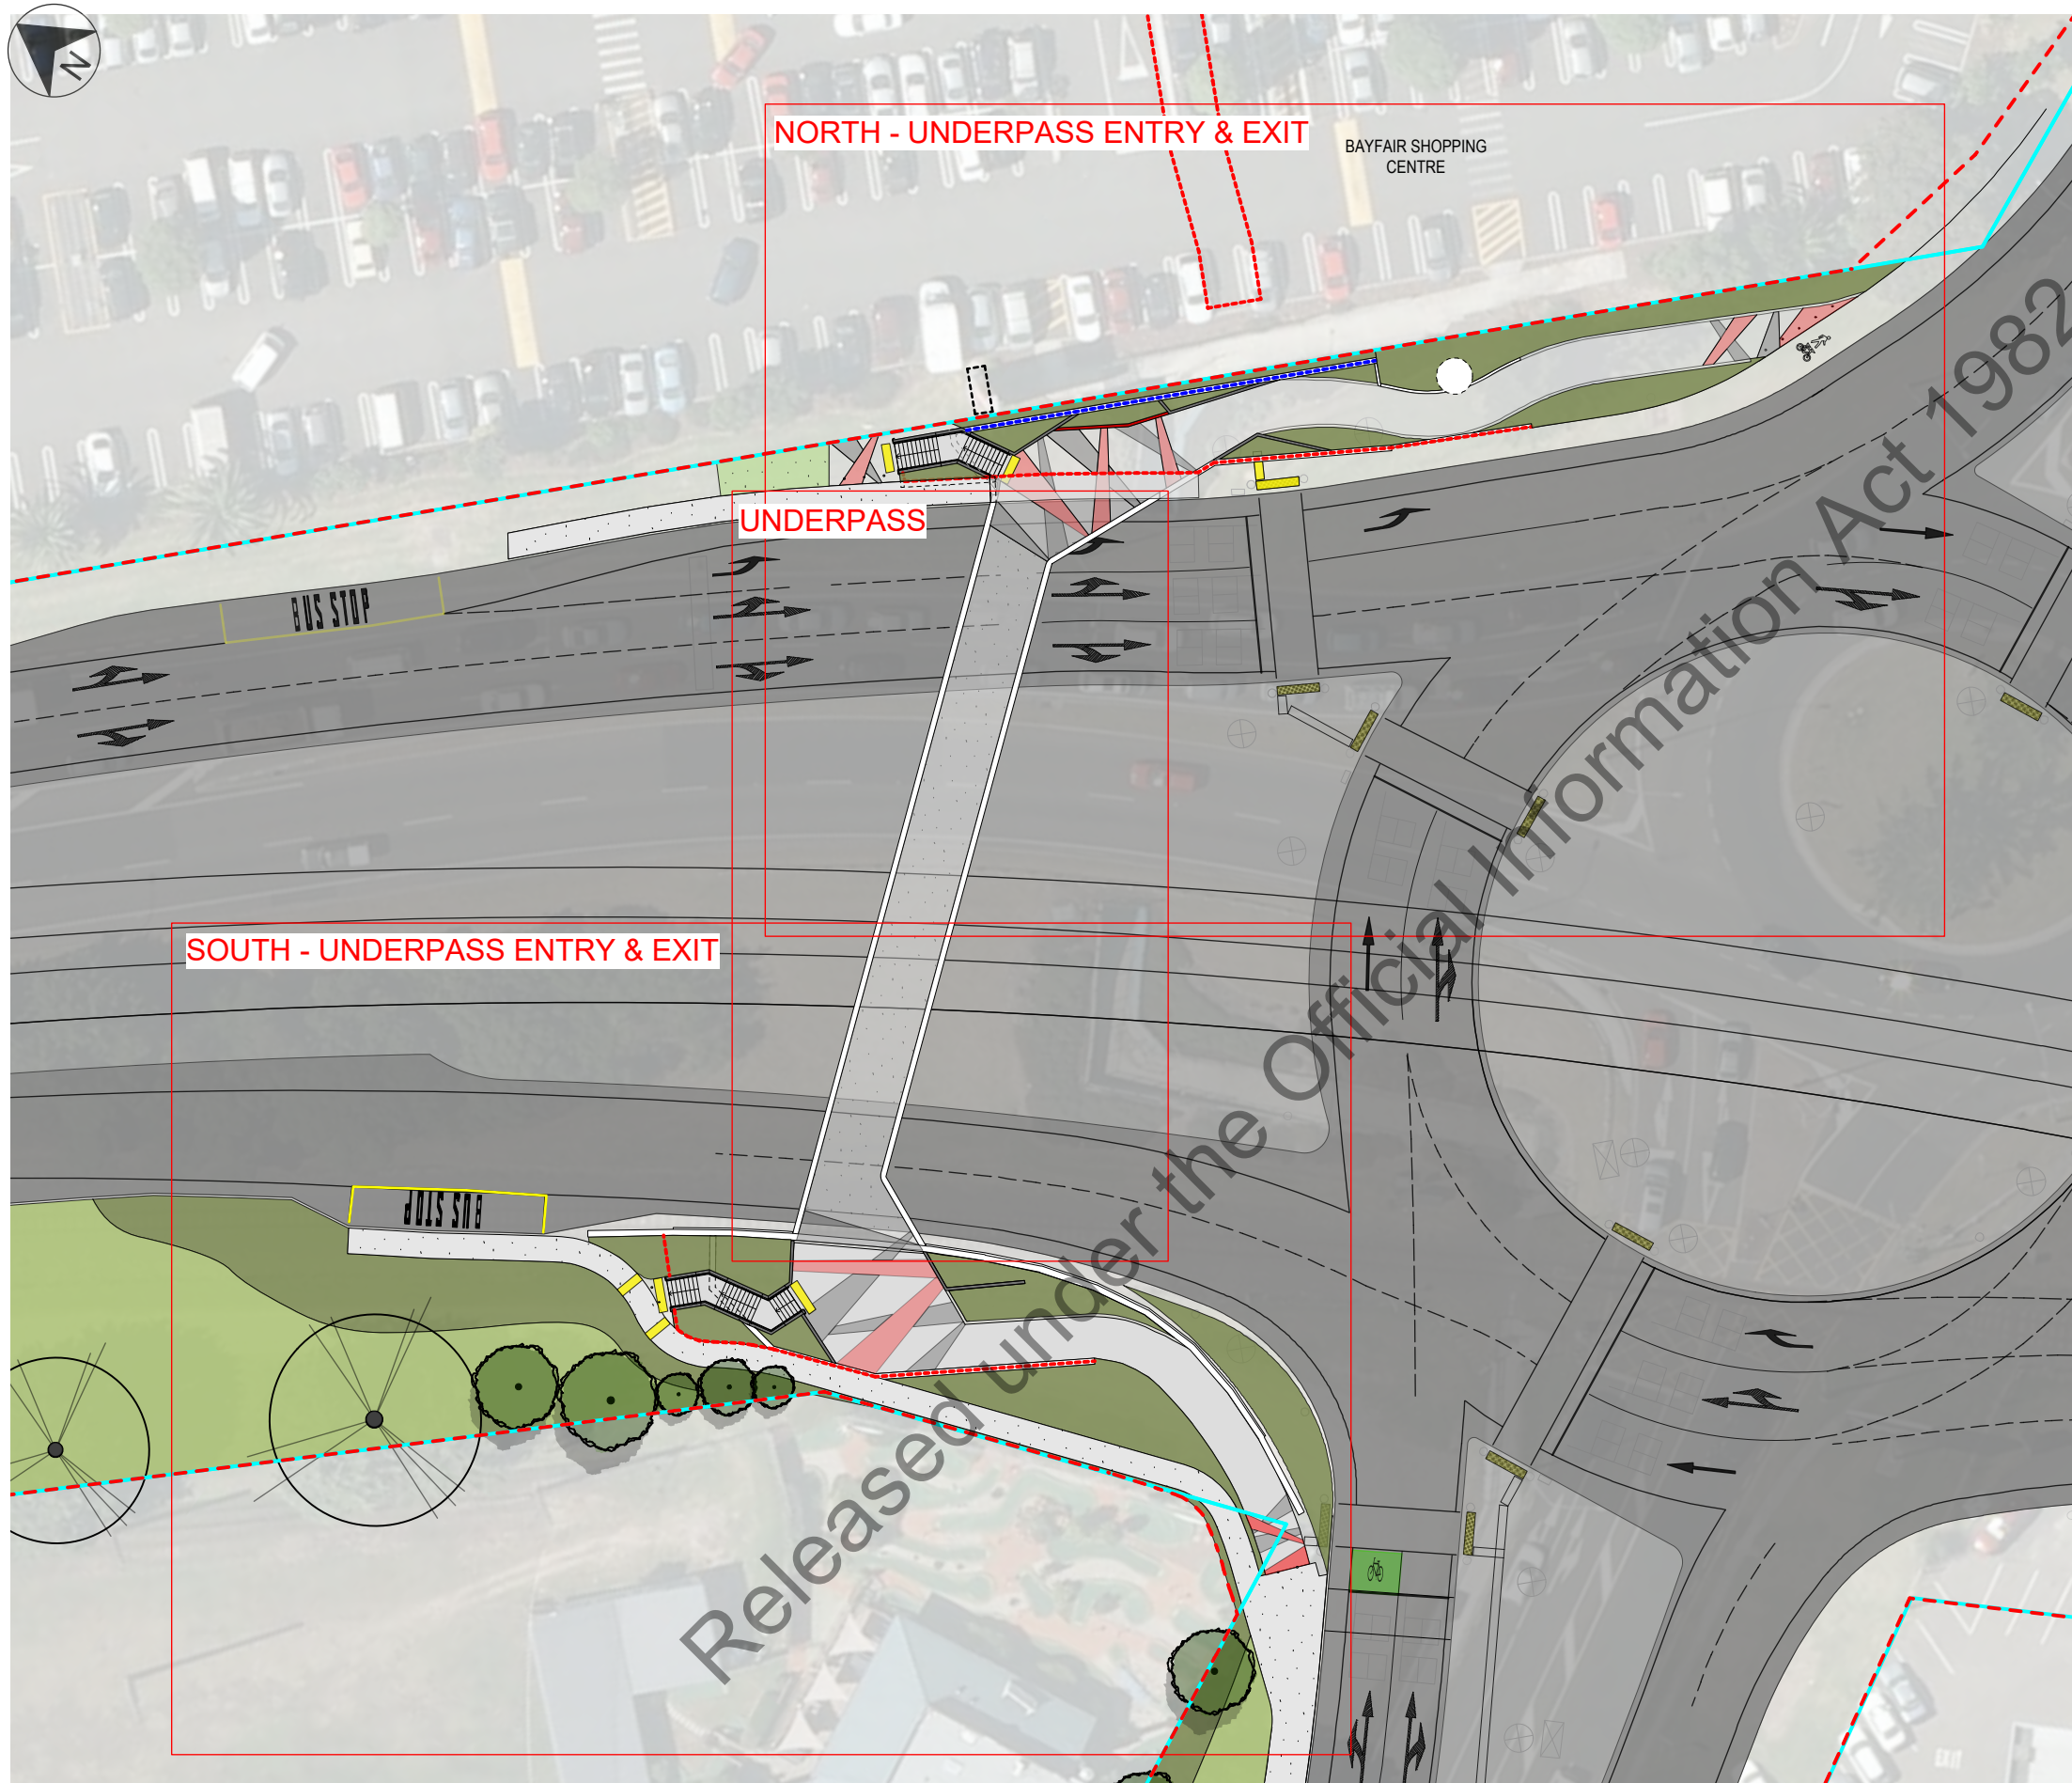 N
NORTH - UNDERPASS ENTRY & EXIT
BAYFAIR SHOPPING
CENTRE
UNDERPASS
BUS STOP
SOUTH - UNDERPASS ENTRY & EXIT
BUS STOP
Released under the Official Information Act 1982